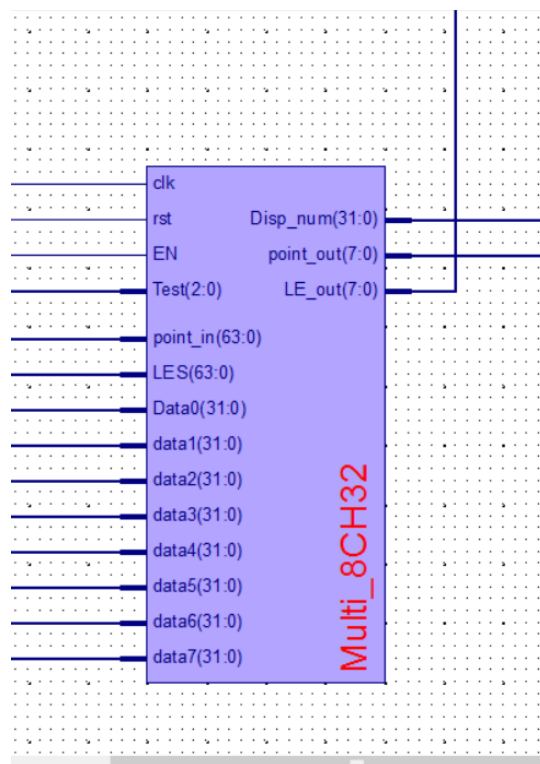 clk
rst
EN
Test(2:0)
point_in(63:0)
LES(63:0)
Data0(31:0)
data1(31:0)
data2(31:0)
data3(31:0)
data4(31:0)
data5(31:0)
data6(31:0)
data7(31:0)
Disp_num(31:0)
point_out(7:0)
LE_out(7:0)
Multi_8CH32